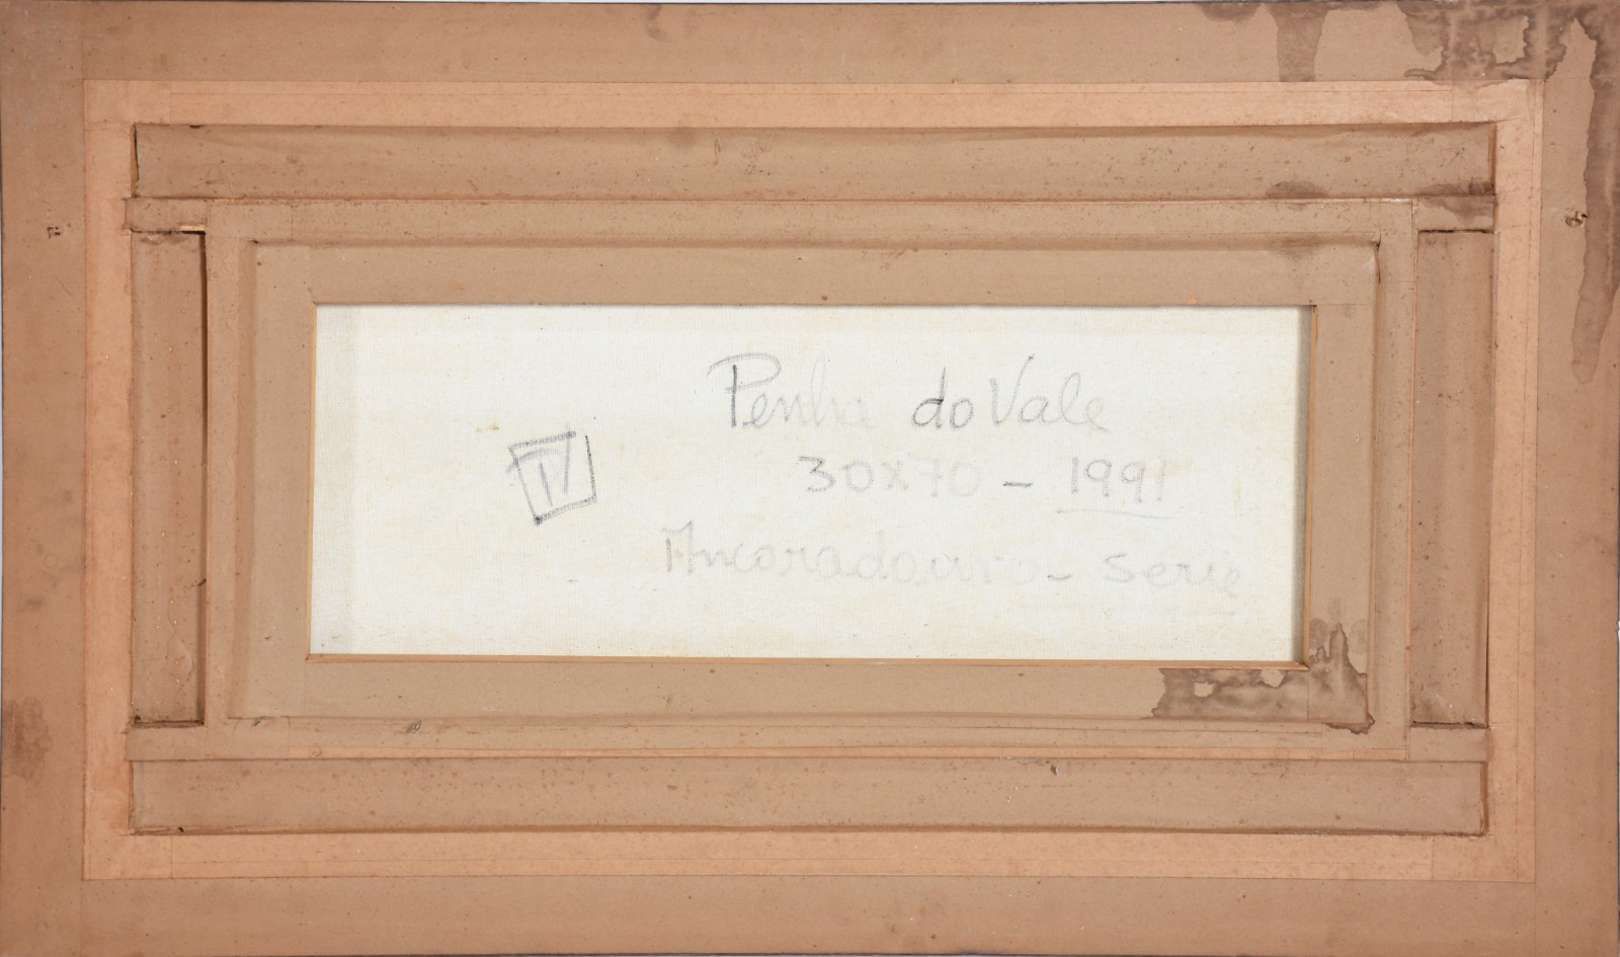 Penha do Vale
30x70 - 1991
Ancoradouro - Serie